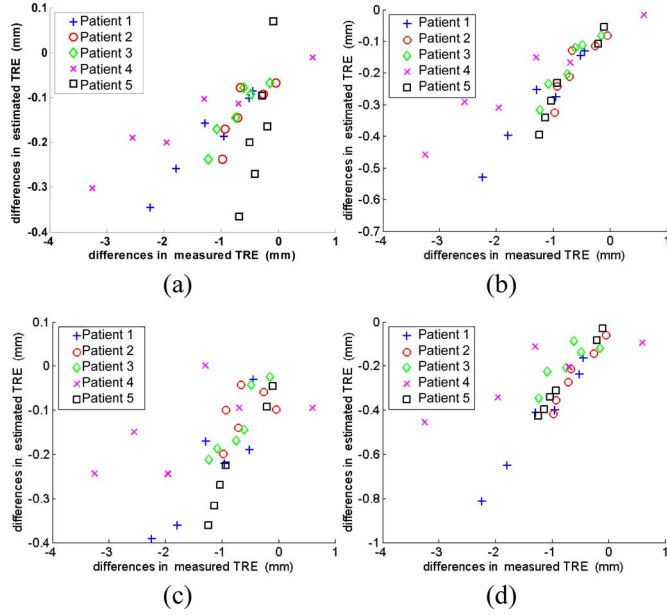 0.1
0
-0.1
-0.2
-0.3
-0.4
-4 -3 -2 -1 0 1
differences in estimated TRE (mm)
differences in measured TRE (mm)
Patient 1
Patient 2
Patient 3
Patient 4
Patient 5
(a)
0
-0.1
-0.2
-0.3
-0.4
-0.5
-0.6
-0.7
-4 -3 -2 -1 0 1
differences in estimated TRE (mm)
differences in measured TRE (mm)
Patient 1
Patient 2
Patient 3
Patient 4
Patient 5
(b)
0.1
0
-0.1
-0.2
-0.3
-0.4
-4 -3 -2 -1 0 1
differences in estimated TRE (mm)
differences in measured TRE (mm)
Patient 1
Patient 2
Patient 3
Patient 4
Patient 5
(c)
0
-0.2
-0.4
-0.6
-0.8
-1
-4 -3 -2 -1 0 1
differences in estimated TRE (mm)
differences in measured TRE (mm)
Patient 1
Patient 2
Patient 3
Patient 4
Patient 5
(d)